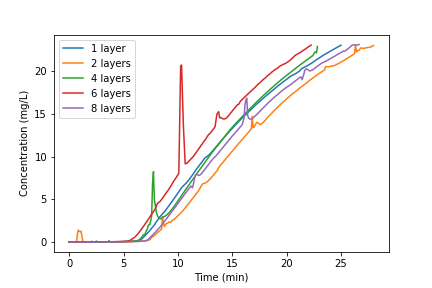 1 layer
2 layers
4 layers
6 layers
8 layers
Concentration (mg/L)
20
15
10
5
0
0
5
10
15
20
25
Time (min)